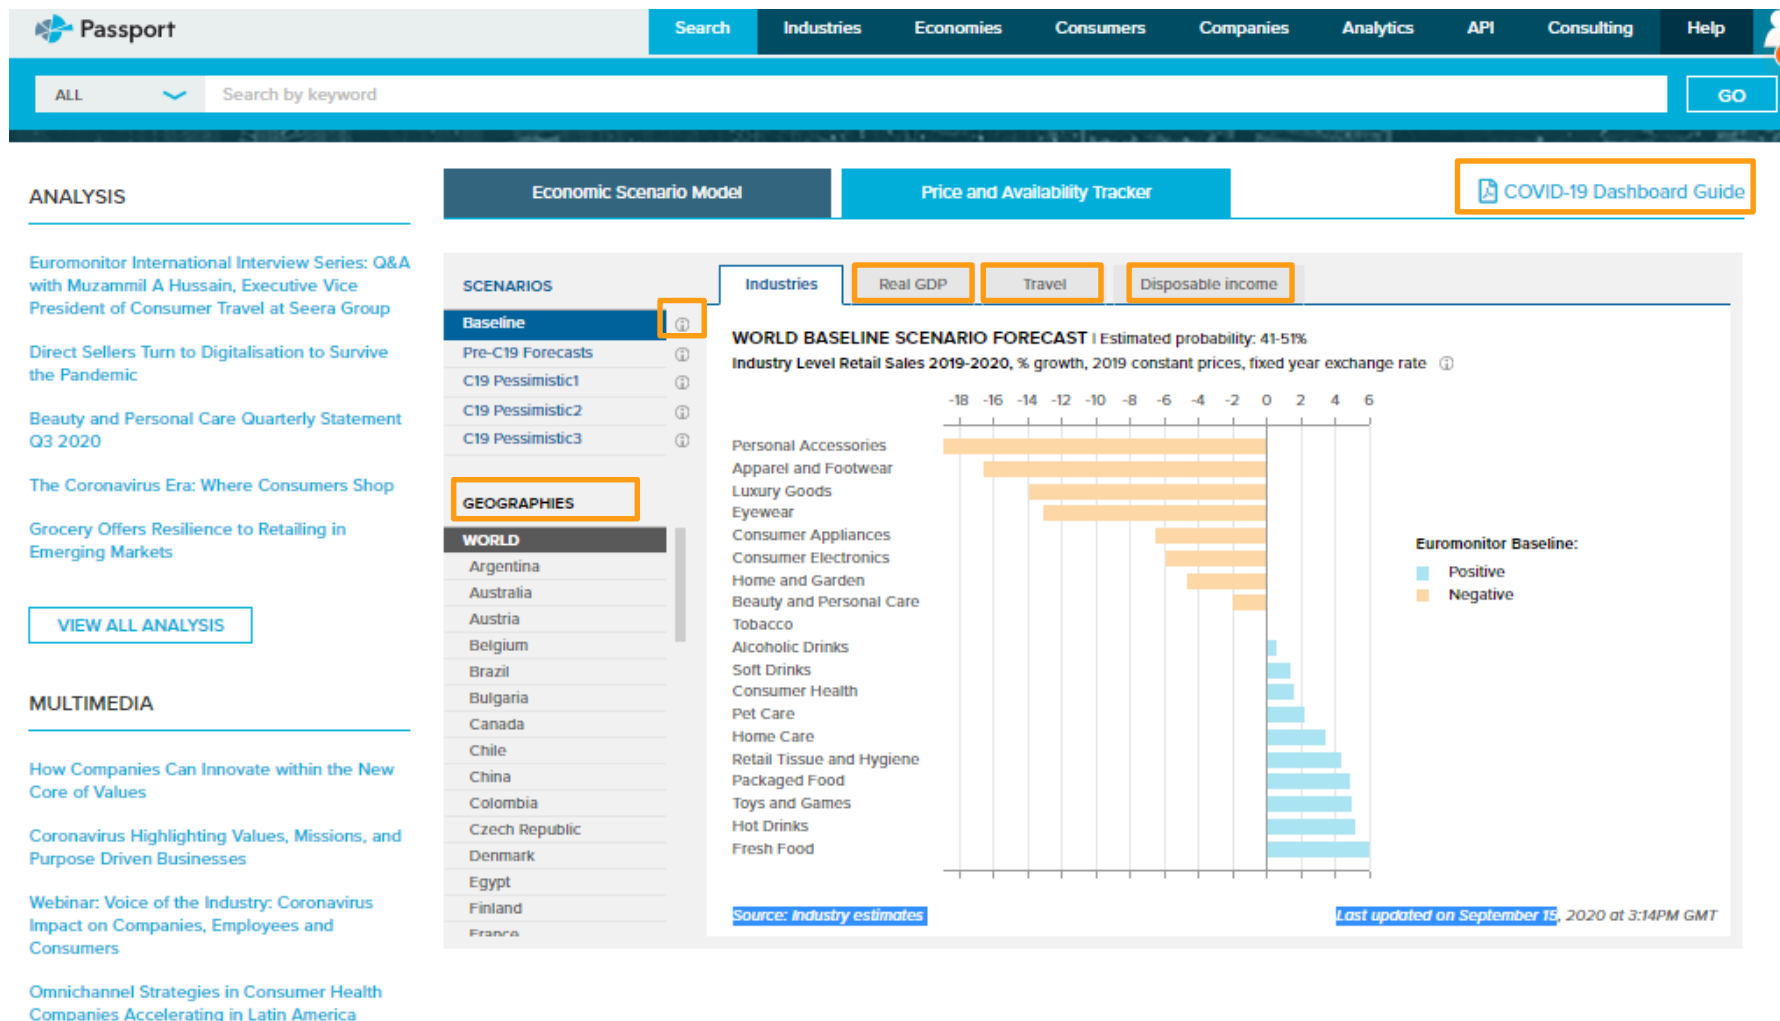 Passport
Search Industries Economies Consumers Companies Analytics API Consulting Help
ALL Search by keyword GO
ANALYSIS
Euromonitor International Interview Series: Q&A
with Muzammil A Hussain, Executive Vice
President of Consumer Travel at Seera Group
Direct Sellers Turn to Digitalisation to Survive
the Pandemic
Beauty and Personal Care Quarterly Statement
Q3 2020
The Coronavirus Era: Where Consumers Shop
Grocery Offers Resilience to Retailing in
Emerging Markets
VIEW ALL ANALYSIS
MULTIMEDIA
How Companies Can Innovate within the New
Core of Values
Coronavirus Highlighting Values, Missions, and
Purpose Driven Businesses
Webinar: Voice of the Industry: Coronavirus
Impact on Companies, Employees and
Consumers
Omnichannel Strategies in Consumer Health
Companies Accelerating in Latin America
Economic Scenario Model
Price and Availability Tracker
COVID-19 Dashboard Guide
SCENARIOS
Baseline
Pre-C19 Forecasts
C19 Pessimistic1
C19 Pessimistic2
C19 Pessimistic3
GEOGRAPHIES
WORLD
Argentina
Australia
Austria
Belgium
Brazil
Bulgaria
Canada
Chile
China
Colombia
Czech Republic
Denmark
Egypt
Finland
France
Industries Real GDP Travel Disposable income
WORLD BASELINE SCENARIO FORECAST | Estimated probability: 41-51%
Industry Level Retail Sales 2019-2020, % growth, 2019 constant prices, fixed year exchange rate
-18 -16 -14 -12 -10 -8 -6 -4 -2 0 2 4 6
Personal Accessories
Apparel and Footwear
Luxury Goods
Eyewear
Consumer Appliances
Consumer Electronics
Home and Garden
Beauty and Personal Care
Tobacco
Alcoholic Drinks
Soft Drinks
Consumer Health
Pet Care
Home Care
Retail Tissue and Hygiene
Packaged Food
Toys and Games
Hot Drinks
Fresh Food
Euromonitor Baseline:
Positive
Negative
Source: Industry estimates
Last updated on September 15, 2020 at 3:14PM GMT